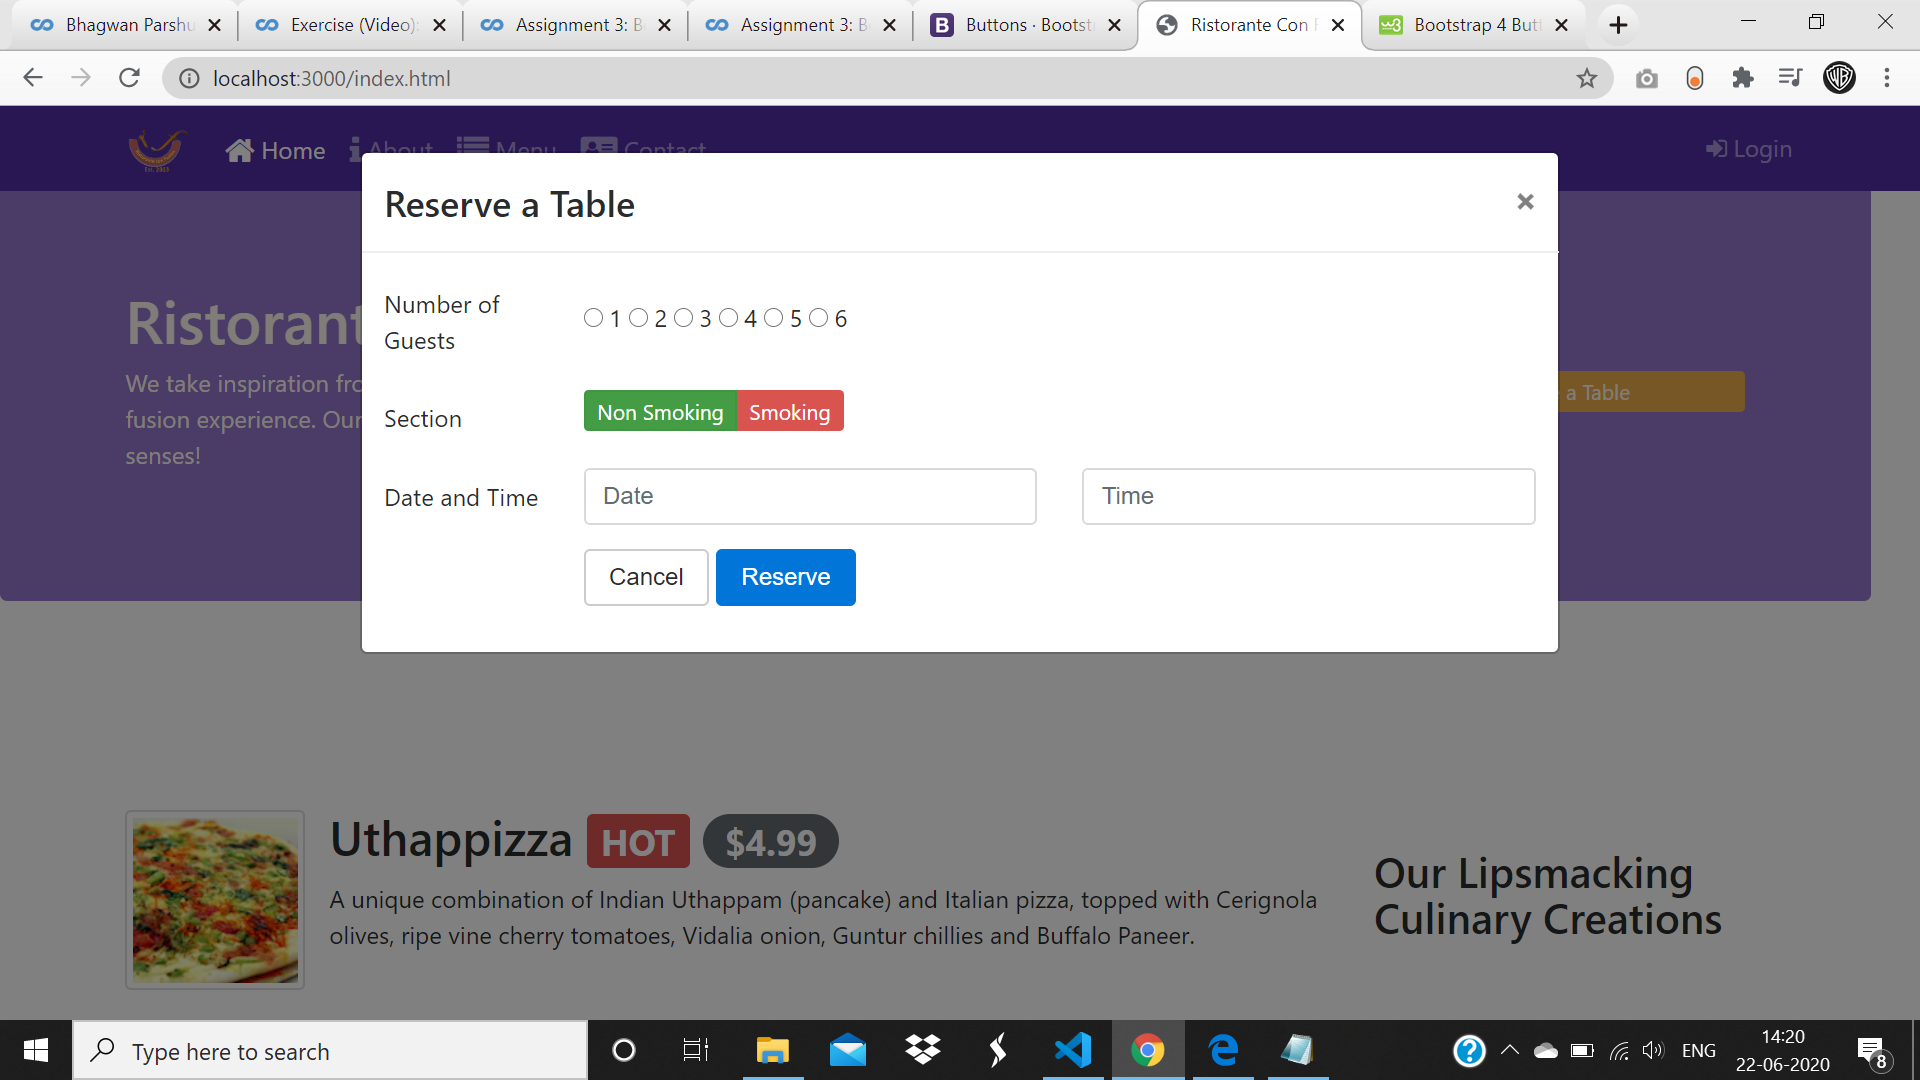 Bhagwan Parshu
Exercise (Video):
Assignment 3: B
Assignment 3: B
Buttons · Bootst
Ristorante Con
Bootstrap 4 But
localhost:3000/index.html
Home About Menu Contact
Login
Reserve a Table
×
Ristorant
We take inspiration fro
fusion experience. Our
senses!
a Table
Number of
Guests
1 2 3 4 5 6
Section
Non Smoking Smoking
Date and Time
Date
Time
Cancel Reserve
Uthappizza HOT $4.99
A unique combination of Indian Uthappam (pancake) and Italian pizza, topped with Cerignola
olives, ripe vine cherry tomatoes, Vidalia onion, Guntur chillies and Buffalo Paneer.
Our Lipsmacking
Culinary Creations
Type here to search
ENG
14:20
22-06-2020
8